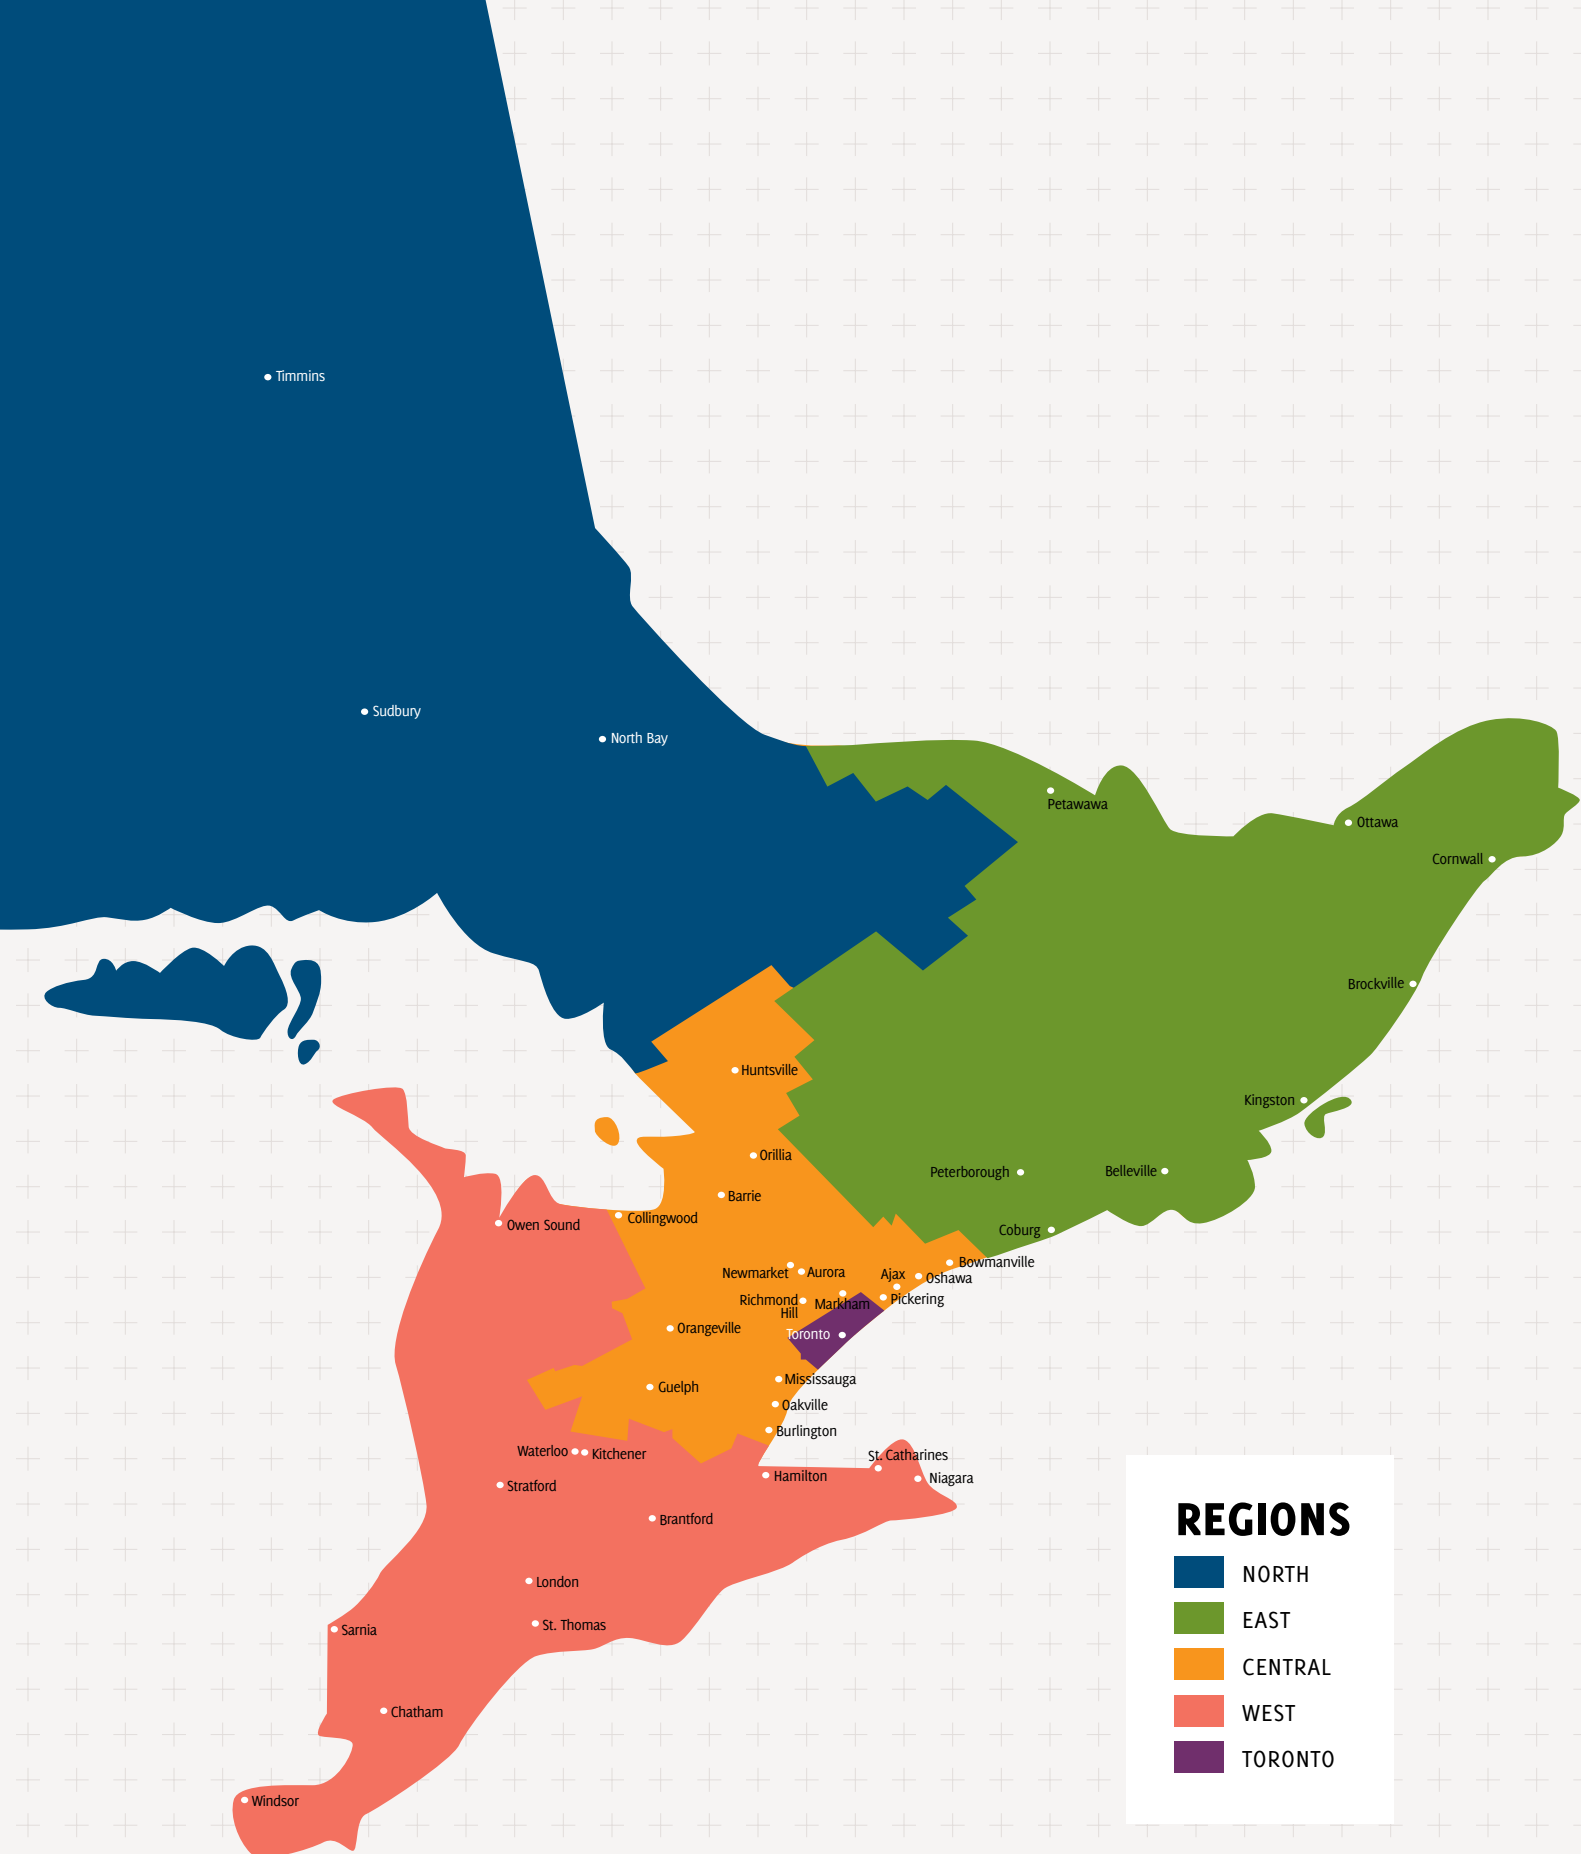 Timmins
Sudbury
North Bay
Petawawa
Ottawa
Cornwall
Brockville
Huntsville
Kingston
Orillia
Peterborough
Belleville
Barrie
Collingwood
Owen Sound
Coburg
Bowmanville
Newmarket
Aurora
Ajax
Oshawa
Richmond
Hill
Markham
Pickering
Orangeville
Toronto
Guelph
Mississauga
Oakville
Burlington
Waterloo
Kitchener
St. Catharines
Hamilton
Niagara
Stratford
Brantford
London
St. Thomas
Sarnia
Chatham
Windsor
REGIONS
NORTH
EAST
CENTRAL
WEST
TORONTO